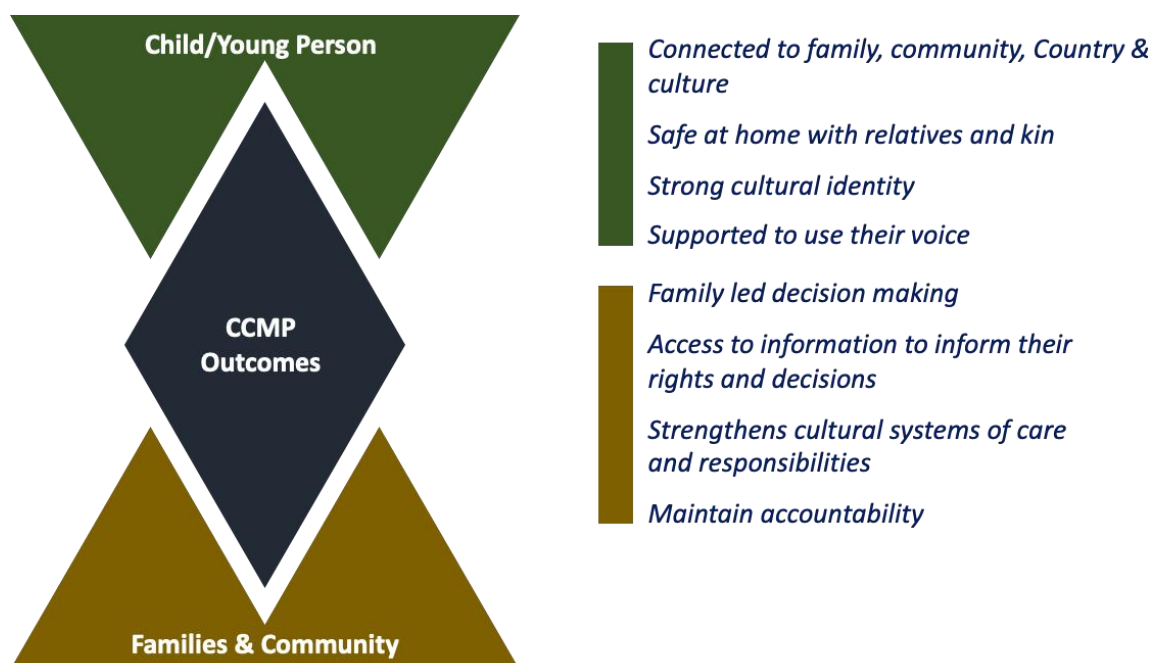 Child/Young Person
CCMP
Outcomes
Families & Community
Connected to family, community, Country &
culture
Safe at home with relatives and kin
Strong cultural identity
Supported to use their voice
Family led decision making
Access to information to inform their
rights and decisions
Strengthens cultural systems of care
and responsibilities
Maintain accountability